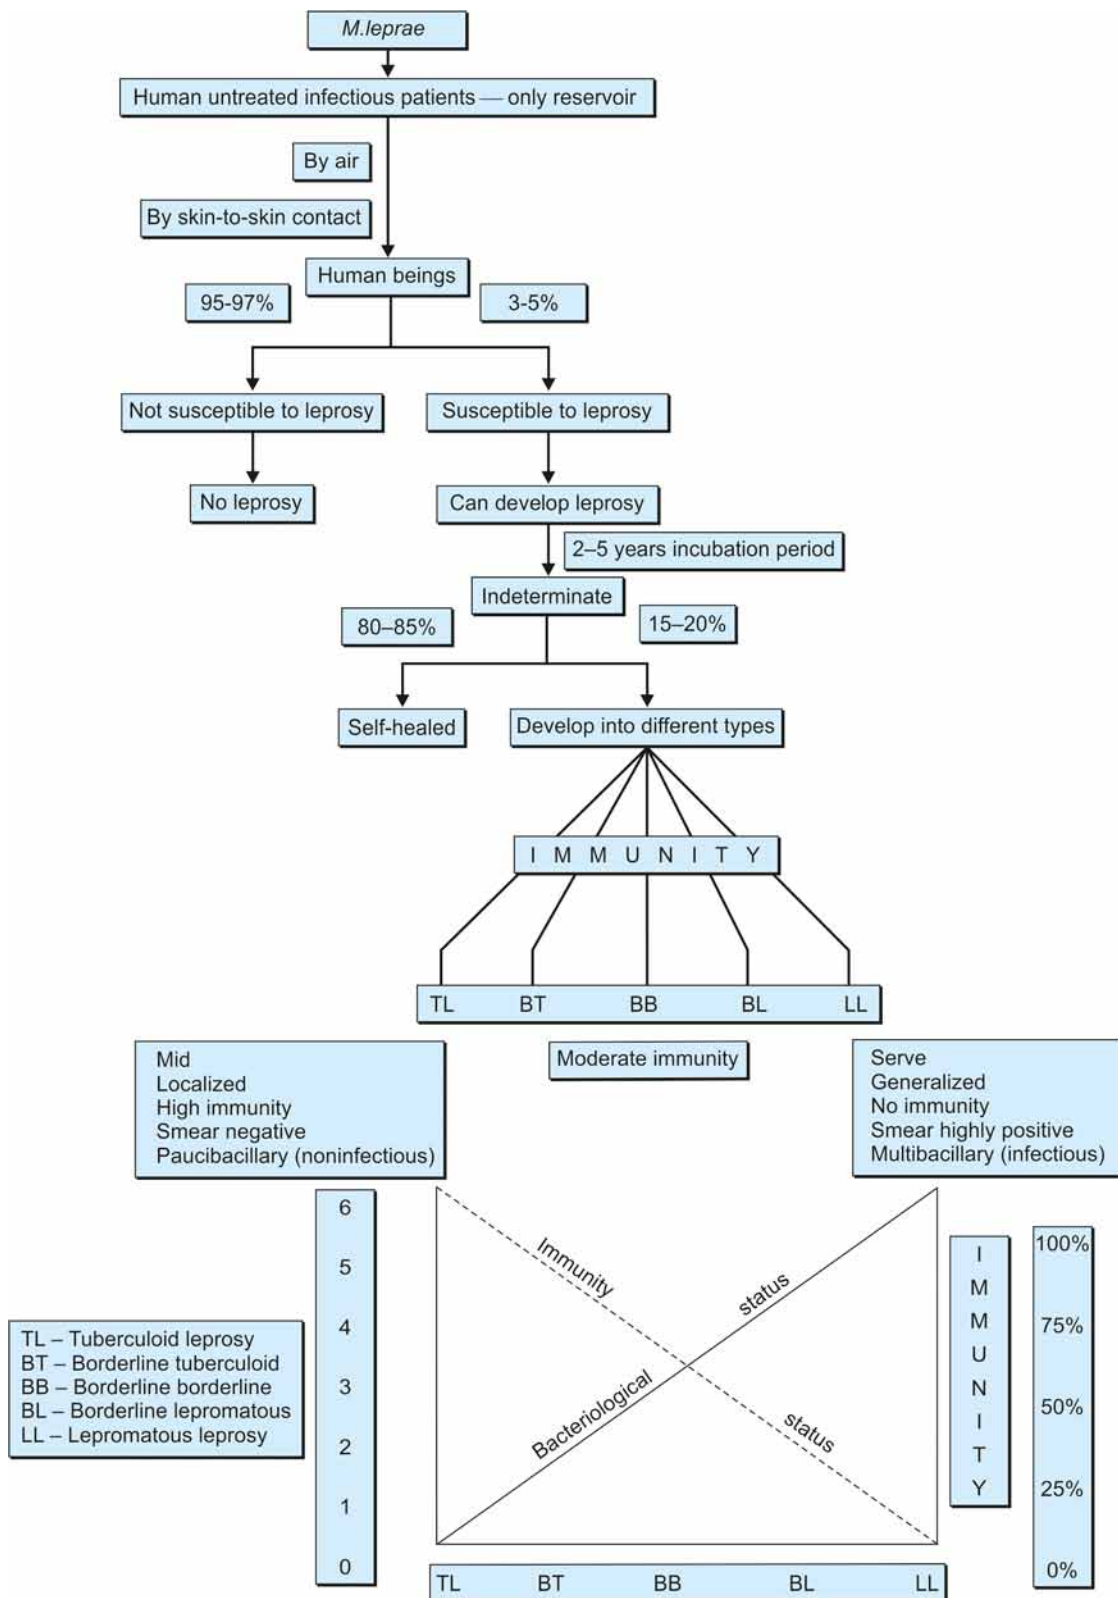 M.leprae
Human untreated infectious patients — only reservoir
By air
By skin-to-skin contact
Human beings
95-97%
3-5%
Not susceptible to leprosy
Susceptible to leprosy
No leprosy
Can develop leprosy
2–5 years incubation period
Indeterminate
80–85%
15–20%
Self-healed
Develop into different types
I M M U N I T Y
TL BT BB BL LL
Mid
Localized
High immunity
Smear negative
Paucibacillary (noninfectious)
Moderate immunity
Serve
Generalized
No immunity
Smear highly positive
Multibacillary (infectious)
6
5
4
3
2
1
0
TL – Tuberculoid leprosy
BT – Borderline tuberculoid
BB – Borderline borderline
BL – Borderline lepromatous
LL – Lepromatous leprosy
Immunity
status
Bacteriological
status
I
M
M
U
N
I
T
Y
100%
75%
50%
25%
0%
TL BT BB BL LL